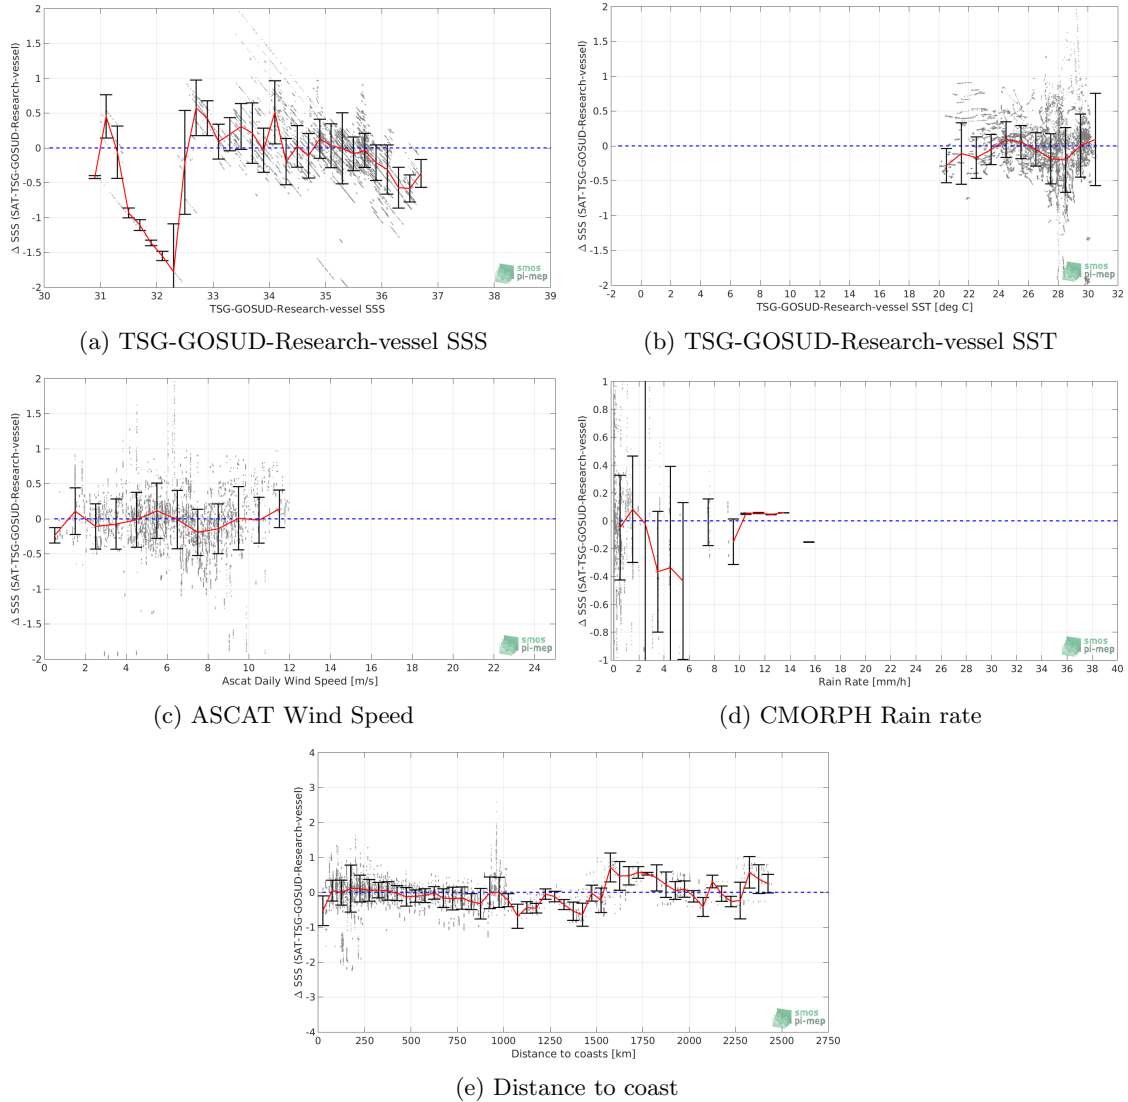 Δ SSS (SAT-TSG-GOSUD-Research-vessel)
2
1.5
1
0.5
0
-0.5
-1
-1.5
-2
30 31 32 33 34 35 36 37 38 39
TSG-GOSUD-Research-vessel SSS
smos
pi-mep
(a) TSG-GOSUD-Research-vessel SSS
Δ SSS (SAT-TSG-GOSUD-Research-vessel)
2
1.5
1
0.5
0
-0.5
-1
-1.5
-2
-2 0 2 4 6 8 10 12 14 16 18 20 22 24 26 28 30 32
TSG-GOSUD-Research-vessel SST [deg C]
smos
pi-mep
(b) TSG-GOSUD-Research-vessel SST
Δ SSS (SAT-TSG-GOSUD-Research-vessel)
2
1.5
1
0.5
0
-0.5
-1
-1.5
-2
0 2 4 6 8 10 12 14 16 18 20 22 24
Ascat Daily Wind Speed [m/s]
smos
pi-mep
(c) ASCAT Wind Speed
Δ SSS (SAT-TSG-GOSUD-Research-vessel)
1
0.8
0.6
0.4
0.2
0
-0.2
-0.4
-0.6
-0.8
-1
0 2 4 6 8 10 12 14 16 18 20 22 24 26 28 30 32 34 36 38 40
Rain Rate [mm/h]
smos
pi-mep
(d) CMORPH Rain rate
Δ SSS (SAT-TSG-GOSUD-Research-vessel)
4
3
2
1
0
-1
-2
-3
-4
0 250 500 750 1000 1250 1500 1750 2000 2250 2500 2750
Distance to coasts [km]
smos
pi-mep
(e) Distance to coast